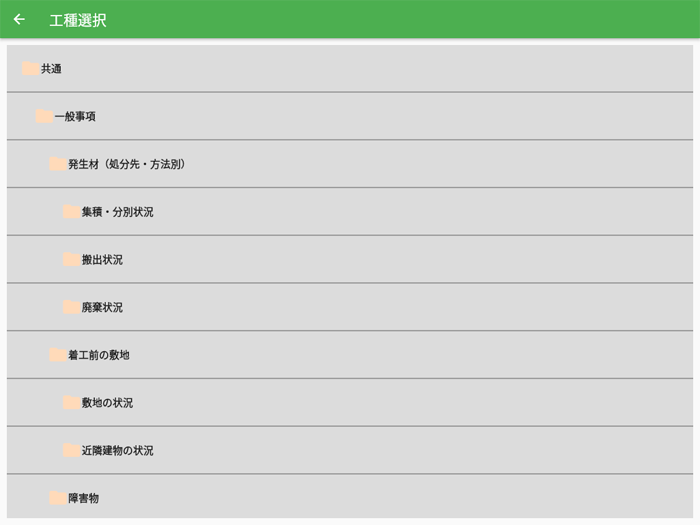 工種選択
共通
一般事項
発生材（処分先・方法別）
集積・分別状況
搬出状況
廃棄状況
着工前の敷地
敷地の状況
近隣建物の状況
障害物